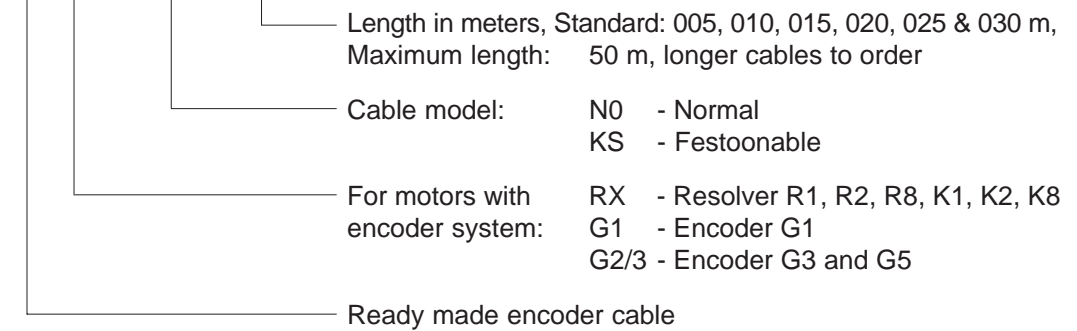 Length in meters, Standard: 005, 010, 015, 020, 025 & 030 m,
Maximum length: 50 m, longer cables to order
Cable model: N0 - Normal
KS - Festoonable
For motors with RX - Resolver R1, R2, R8, K1, K2, K8
encoder system: G1 - Encoder G1
G2/3 - Encoder G3 and G5
Ready made encoder cable